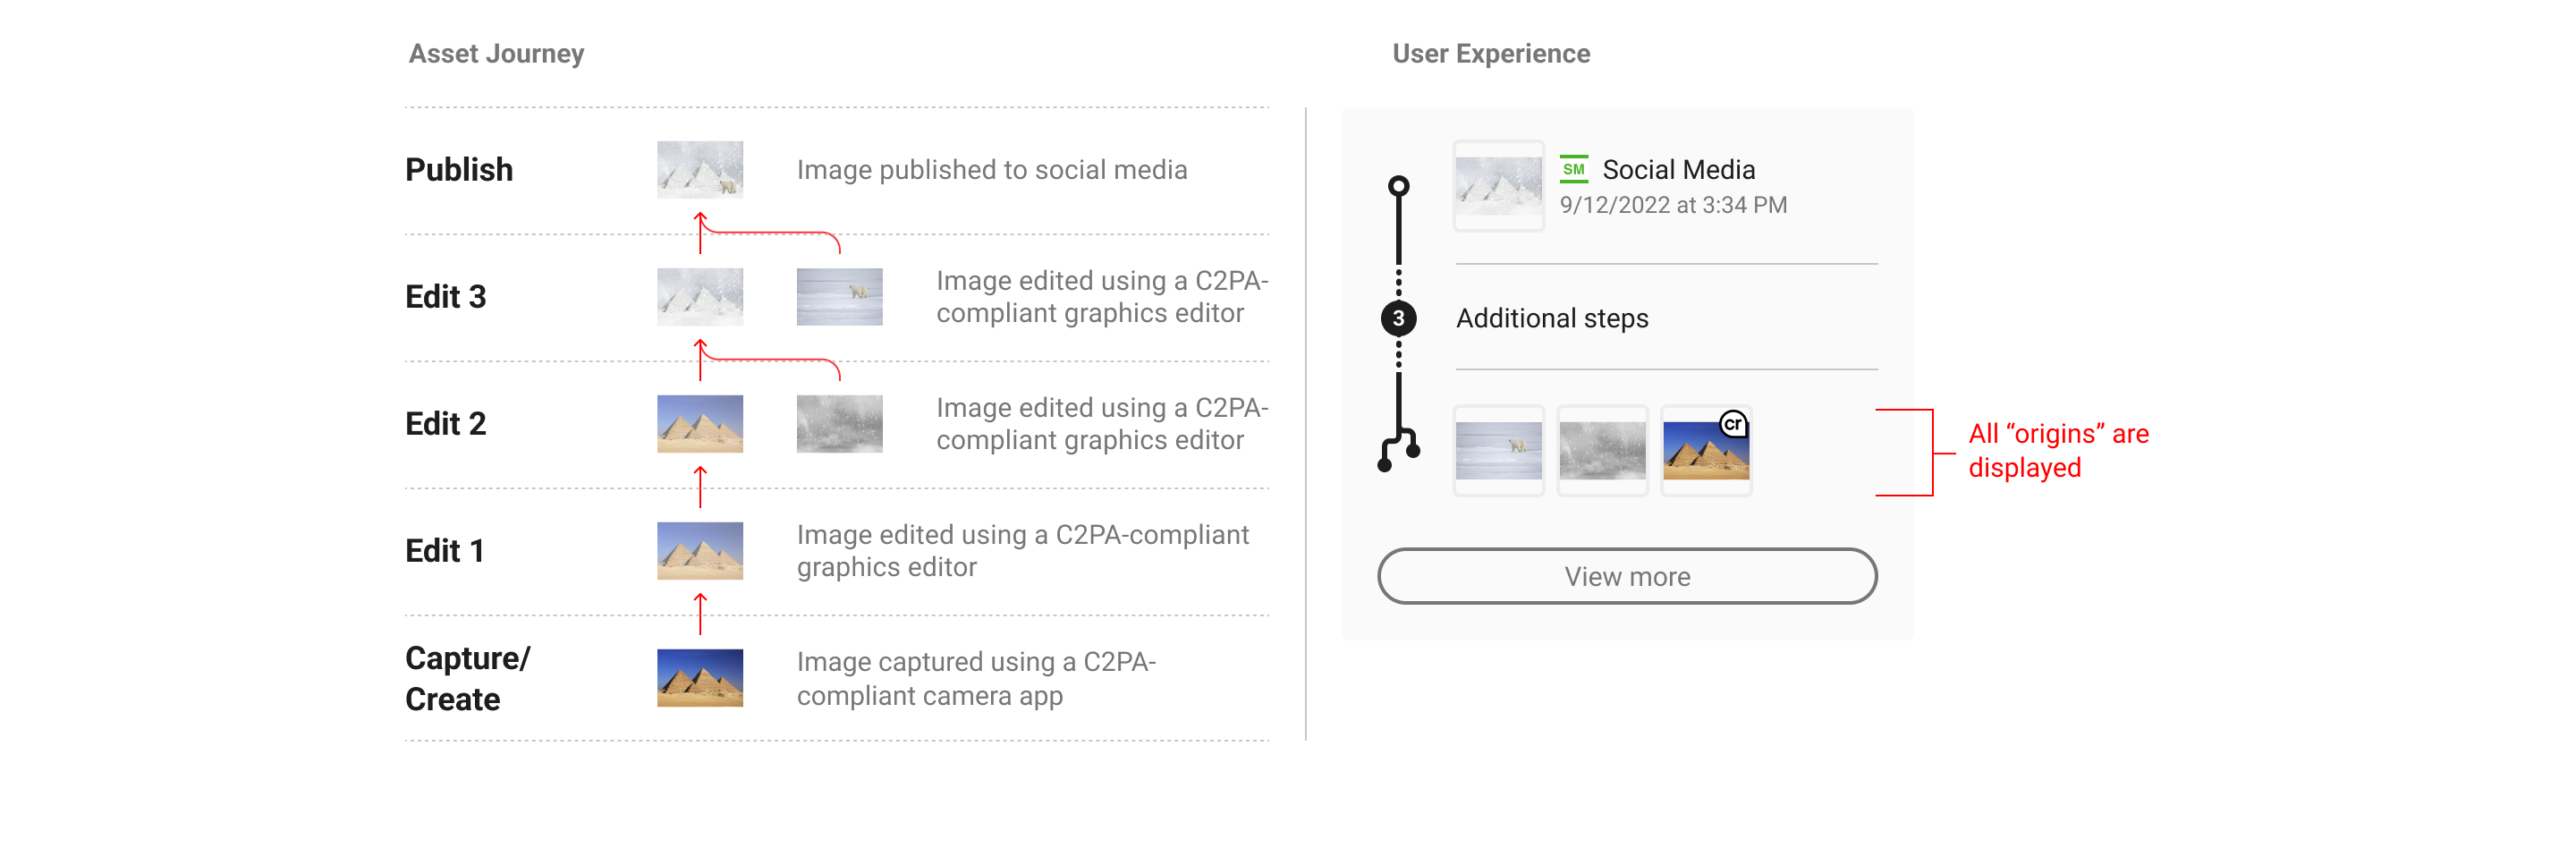 Asset Journey
User Experience
Publish
Image published to social media
Edit 3
Image edited using a C2PA-
compliant graphics editor
Edit 2
Image edited using a C2PA-
compliant graphics editor
Edit 1
Image edited using a C2PA-compliant
graphics editor
Capture/
Create
Image captured using a C2PA-
compliant camera app
SM Social Media
9/12/2022 at 3:34 PM
3 Additional steps
cr
All “origins” are
displayed
View more